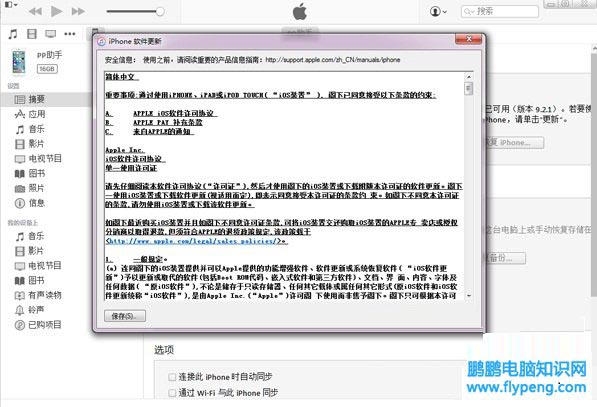 搜索
PP助手
16GB
设置
摘要
应用
音乐
影片
电视节目
图书
照片
信息
我的设备上
音乐
影片
电视节目
图书
有声读物
铃声
已购项目
iPhone 软件更新
安全信息: 使用之前,请阅读重要的产品信息指南: http://support.apple.com/zh_CN/manuals/iphone
简体中文
重要事项:通过使用iPHONE、iPAD或iPOD TOUCH(“iOS装置”), 阁下已同意接受以下条款的约束:
A. APPLE iOS软件许可协议
B. APPLE PAY 补充条款
C. 来自APPLE的通知
Apple Inc.
iOS软件许可协议
单一使用许可证
请先仔细阅读本软件许可协议(“许可证”),然后才使用阁下的iOS装置或下载附随本许可证的软件更新。阁下
一使用iOS装置或下载软件更新(视适用而定),即表示同意接受本许可证的条款约 束。如阁下不同意本许可证
的条款,请勿使用iOS装置或下载该软件更新。
如阁下最近购买iOS装置并且如阁下不同意许可证条款,可将iOS装置交还购取iOS装置的APPLE专 卖店或授权
分销商以取得退款,但须符合APPLE的退货政策规定,该政策载于
<http://www.apple.com/legal/sales_policies/>。
1. 一般规定。
(a) 连同阁下的iOS装置提供并可以Apple提供的功能增强软件、软件更新或系统恢复软件( “iOS软件更
新”)予以更新或取代的软件(包括Boot ROM代码、嵌入式软件和第三方软件)、文档、界 面、内容、字体及
任何数据( “原iOS软件”),不论是储存于只读存储器、任何其它载体或属任何其它形式(原iOS软件和iOS软
件更新统称“iOS软件”),是由Apple Inc.(“Apple”)许可阁 下使用而非售予阁下。阁下只可根据本许可
保存(S)...
已可用（版本 9.2.1)。若要使
iPhone，请单击"更新"。
复 iPhone...
这台电脑上或手动恢复存储在
复备份...
选项
连接此 iPhone 时自动同步
通过 Wi-Fi 与此 iPhone 同步
鹏鹏电脑知识网
www.flypeng.com